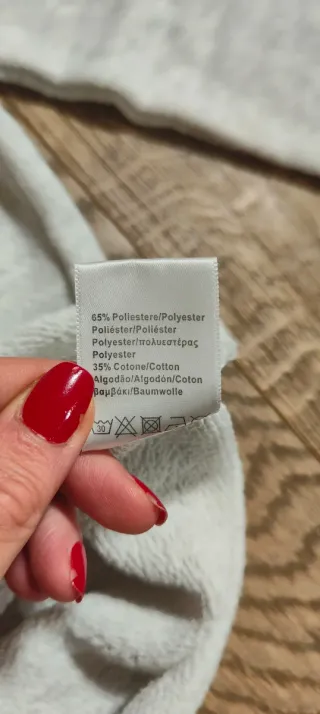 65% Poliestere/Polyester
Poliéster/Poliéster
Polyester/πολυεστέρας
Polyester
35% Cotone/Cotton
Algodão/Algodón/Coton
βαμβάκι/Baumwolle
30